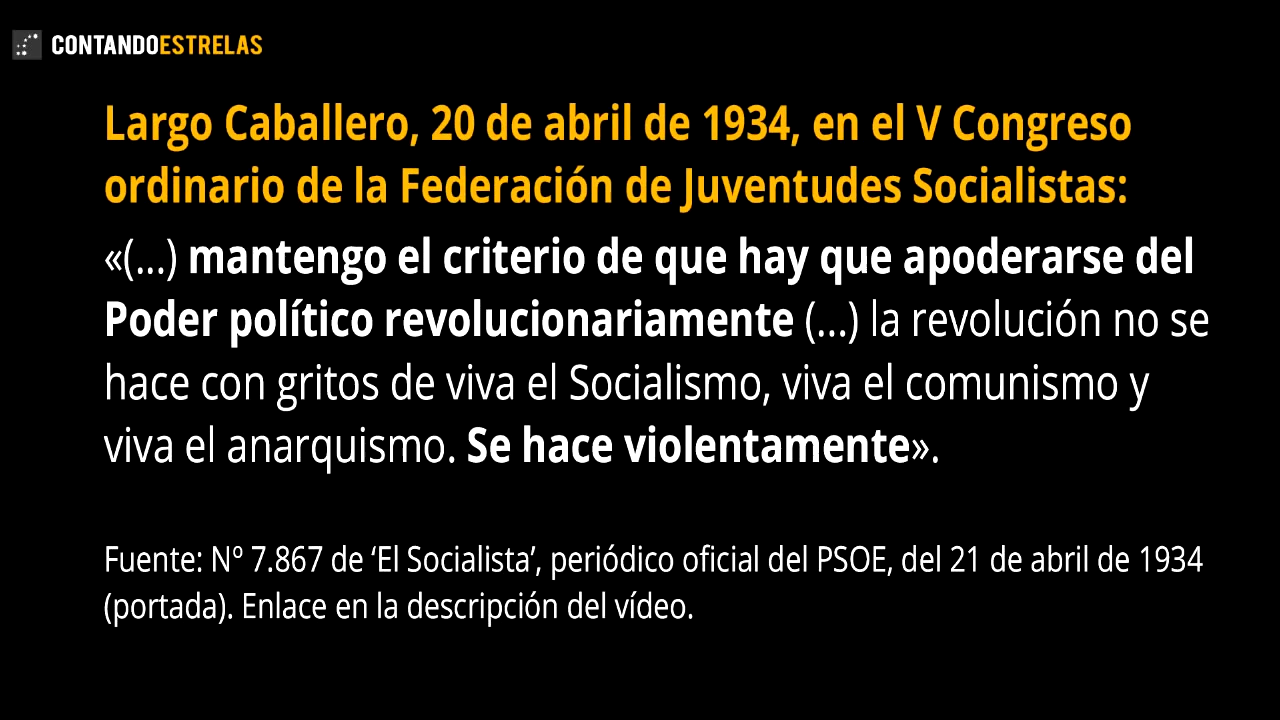 CONTANDOESTRELAS
Largo Caballero, 20 de abril de 1934, en el V Congreso
ordinario de la Federación de Juventudes Socialistas:
«(...) mantengo el criterio de que hay que apoderarse del
Poder político revolucionariamente (...) la revolución no se
hace con gritos de viva el Socialismo, viva el comunismo y
viva el anarquismo. Se hace violentamente».
Fuente: Nº 7.867 de ‘El Socialista’, periódico oficial del PSOE, del 21 de abril de 1934
(portada). Enlace en la descripción del vídeo.